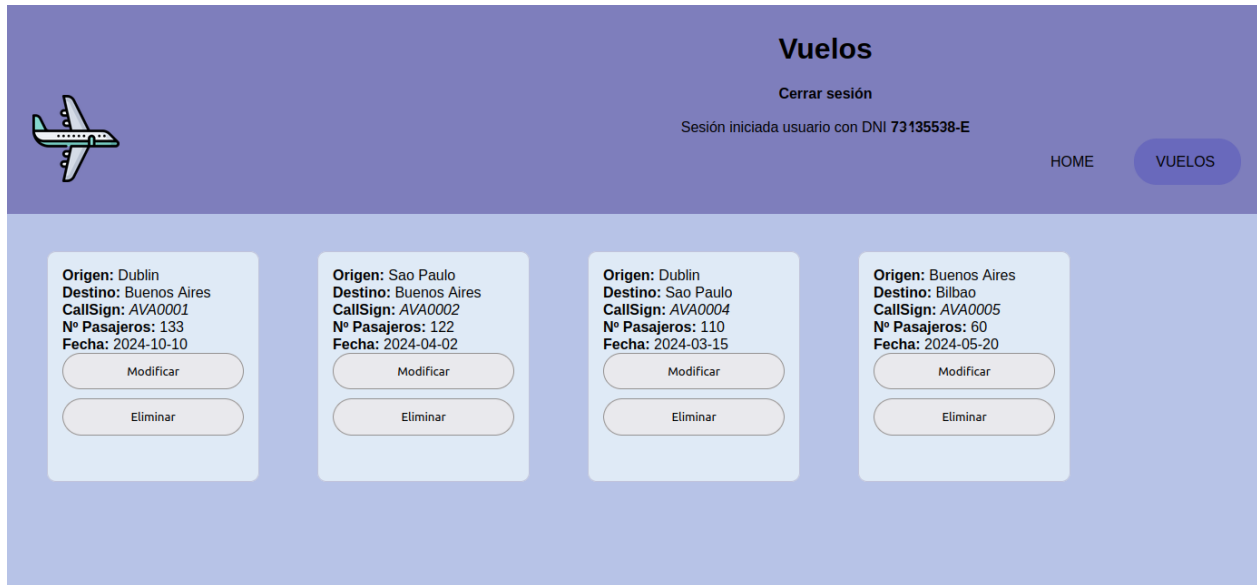 Vuelos
Cerrar sesión
Sesión iniciada usuario con DNI 73135538-E
HOME
VUELOS
Origen: Dublin
Destino: Buenos Aires
CallSign: AVA0001
Nº Pasajeros: 133
Fecha: 2024-10-10
Modificar
Eliminar
Origen: Sao Paulo
Destino: Buenos Aires
CallSign: AVA0002
Nº Pasajeros: 122
Fecha: 2024-04-02
Modificar
Eliminar
Origen: Dublin
Destino: Sao Paulo
CallSign: AVA0004
Nº Pasajeros: 110
Fecha: 2024-03-15
Modificar
Eliminar
Origen: Buenos Aires
Destino: Bilbao
CallSign: AVA0005
Nº Pasajeros: 60
Fecha: 2024-05-20
Modificar
Eliminar